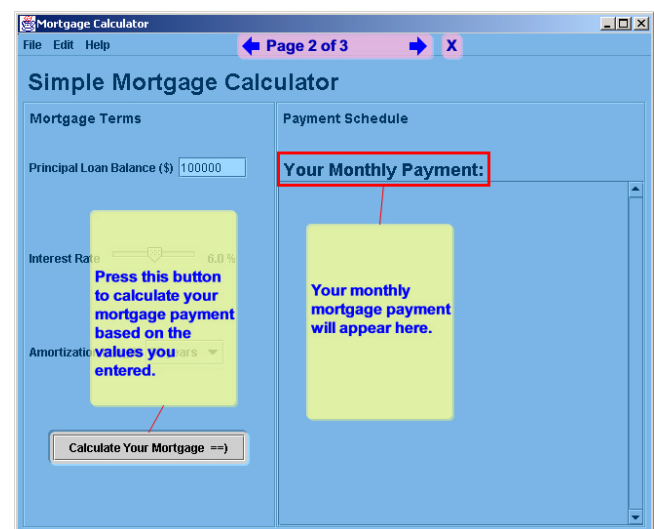 Mortgage Calculator
File Edit Help
Page 2 of 3
X
Simple Mortgage Calculator
Mortgage Terms
Payment Schedule
Principal Loan Balance ($) 100000
Your Monthly Payment:
Interest Rate 6.0 %
Press this button
to calculate your
mortgage payment
based on the
values you
entered.
Your monthly
mortgage payment
will appear here.
Calculate Your Mortgage ==)